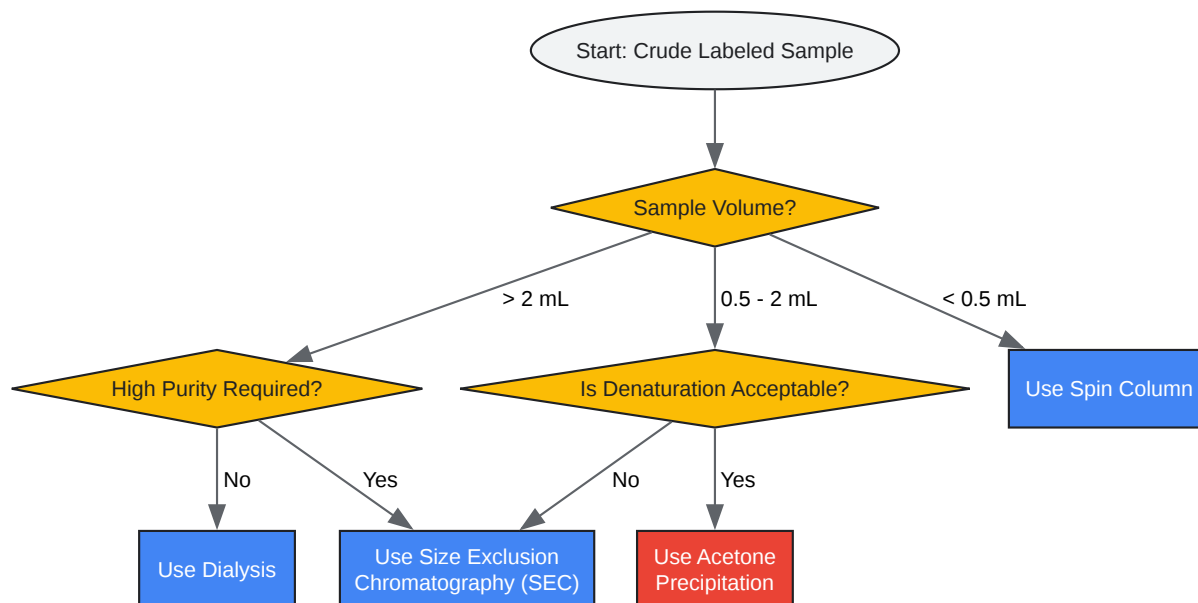 Start: Crude Labeled Sample
Sample Volume?
> 2 mL
0.5 - 2 mL
< 0.5 mL
High Purity Required?
Is Denaturation Acceptable?
Use Spin Column
No
Yes
No
Yes
Use Dialysis
Use Size Exclusion
Chromatography (SEC)
Use Acetone
Precipitation